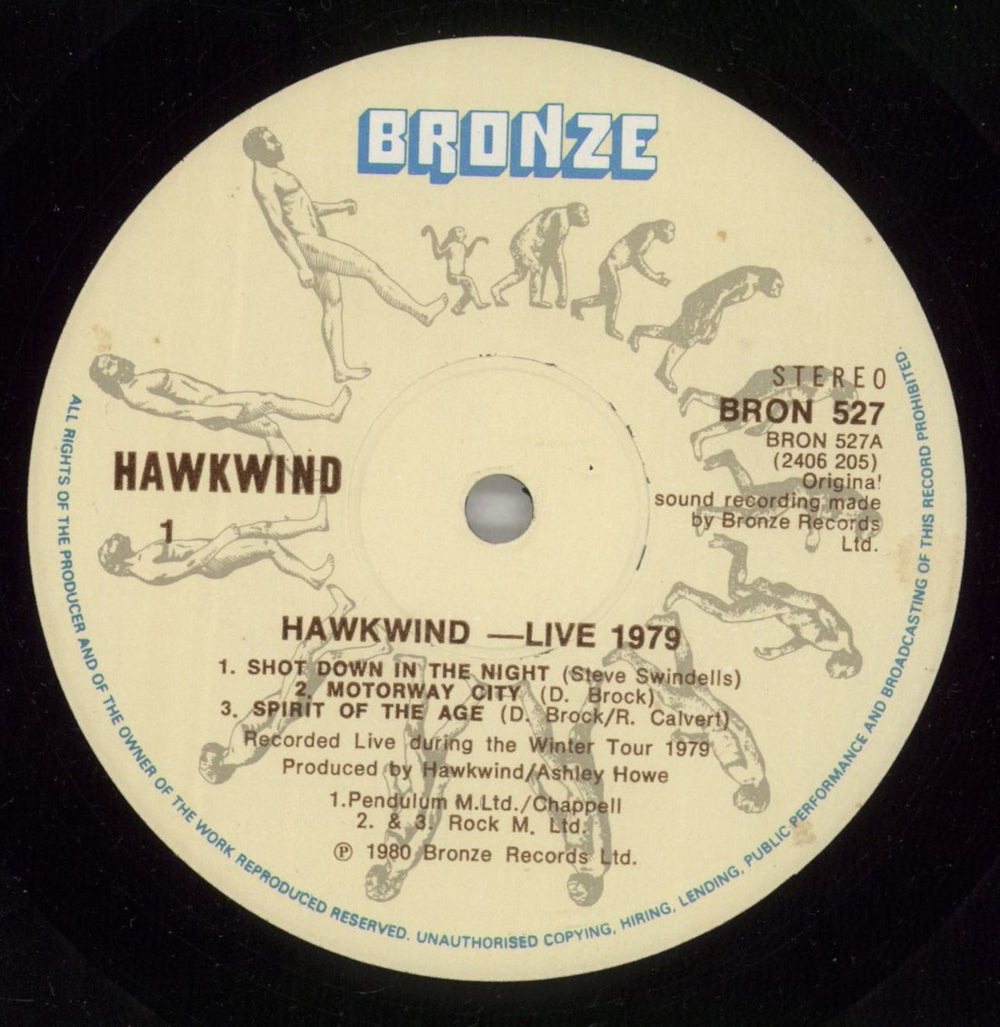 BRONZE
STEREO
BRON 527
BRON 527A
(2406 205)
Original
sound recording made
by Bronze Records
Ltd.
HAWKWIND
1
HAWKWIND —LIVE 1979
1. SHOT DOWN IN THE NIGHT (Steve Swindells)
2. MOTORWAY CITY (D. Brock)
3. SPIRIT OF THE AGE (D. Brock/R. Calvert)
Recorded Live during the Winter Tour 1979
Produced by Hawkwind/Ashley Howe
1.Pendulum M.Ltd./Chappell
2. & 3. Rock M. Ltd.
℗ 1980 Bronze Records Ltd.
ALL RIGHTS OF THE PRODUCER AND OF THE OWNER OF THE WORK REPRODUCED RESERVED. UNAUTHORISED COPYING, HIRING, LENDING, PUBLIC PERFORMANCE AND BROADCASTING OF THIS RECORD PROHIBITED.